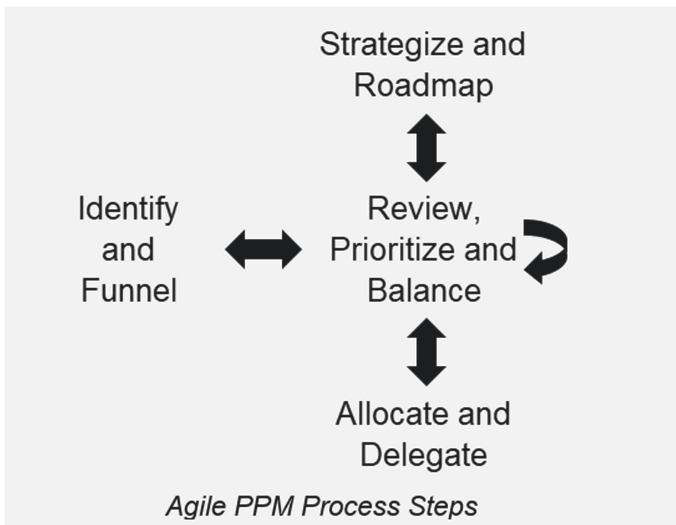 Strategize and
Roadmap
Identify
and
Funnel
Review,
Prioritize and
Balance
Allocate and
Delegate
Agile PPM Process Steps